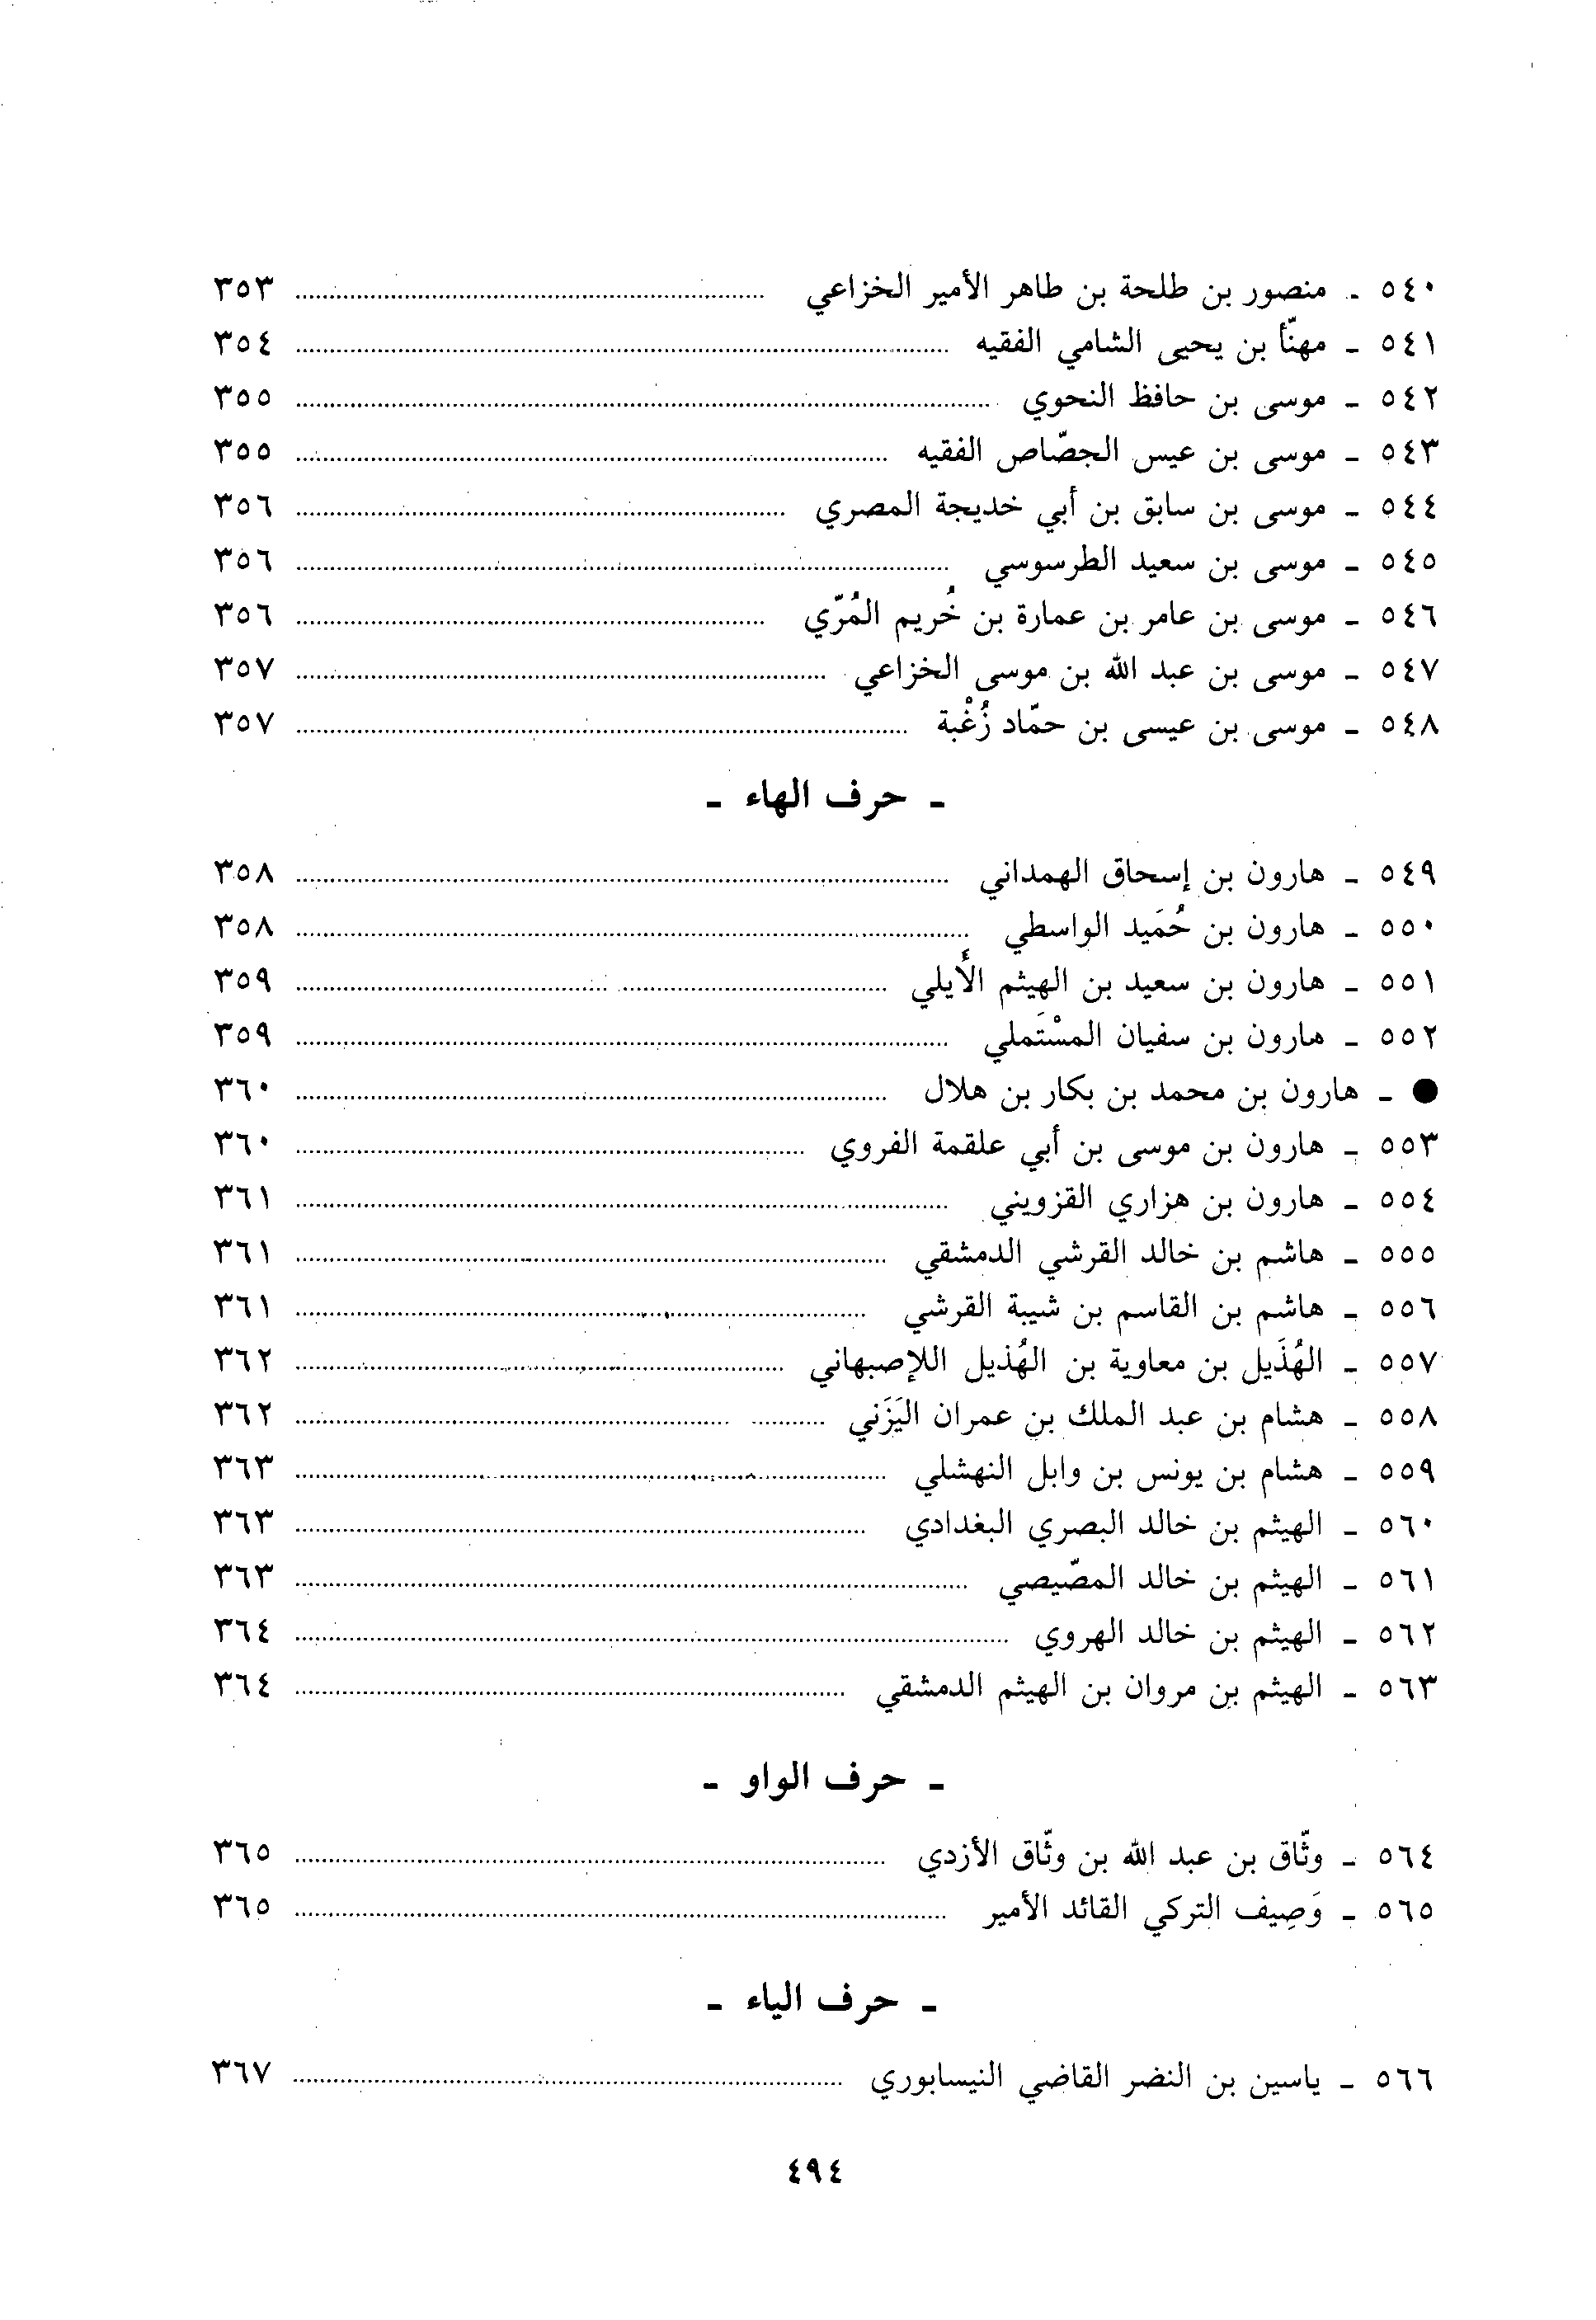 ٥٤٠ - منصور بن طلحة بن طاهر الأمير الخزاعي ........ ٣٥٣
٥٤١ - مهنّأ بن يحيى الشامي الفقيه ........ ٣٥٤
٥٤٢ - موسى بن حافظ النحوي ........ ٣٥٥
٥٤٣ - موسى بن عيس الجصّاص الفقيه ........ ٣٥٥
٥٤٤ - موسى بن سابق بن أبي خديجة المصري ........ ٣٥٦
٥٤٥ - موسى بن سعيد الطرسوسي ........ ٣٥٦
٥٤٦ - موسى بن عامر بن عمارة بن خُريم المُرّي ........ ٣٥٦
٥٤٧ - موسى بن عبد الله بن موسى الخزاعي ........ ٣٥٧
٥٤٨ - موسى بن عيسى بن حمّاد زُغْبة ........ ٣٥٧
- حرف الهاء -
٥٤٩ - هارون بن إسحاق الهمداني ........ ٣٥٨
٥٥٠ - هارون بن حُمَيد الواسطي ........ ٣٥٨
٥٥١ - هارون بن سعيد بن الهيثم الأَيلي ........ ٣٥٩
٥٥٢ - هارون بن سفيان المسْتَملي ........ ٣٥٩
● - هارون بن محمد بن بكار بن هلال ........ ٣٦٠
٥٥٣ - هارون بن موسى بن أبي علقمة الفروي ........ ٣٦٠
٥٥٤ - هارون بن هزاري القزويني ........ ٣٦١
٥٥٥ - هاشم بن خالد القرشي الدمشقي ........ ٣٦١
٥٥٦ - هاشم بن القاسم بن شيبة القرشي ........ ٣٦١
٥٥٧ - الهُذَيل بن معاوية بن الهُذيل اللإصبهاني ........ ٣٦٢
٥٥٨ - هشام بن عبد الملك بن عمران اليَزَني ........ ٣٦٢
٥٥٩ - هشام بن يونس بن وابل النهشلي ........ ٣٦٣
٥٦٠ - الهيثم بن خالد البصري البغدادي ........ ٣٦٣
٥٦١ - الهيثم بن خالد المصّيصي ........ ٣٦٣
٥٦٢ - الهيثم بن خالد الهروي ........ ٣٦٤
٥٦٣ - الهيثم بن مروان بن الهيثم الدمشقي ........ ٣٦٤
- حرف الواو -
٥٦٤ - وثّاق بن عبد الله بن وثّاق الأزدي ........ ٣٦٥
٥٦٥ - وَصِيف التركي القائد الأمير ........ ٣٦٥
- حرف الياء -
٥٦٦ - ياسين بن النضر القاضي النيسابوري ........ ٣٦٧
٤٩٤